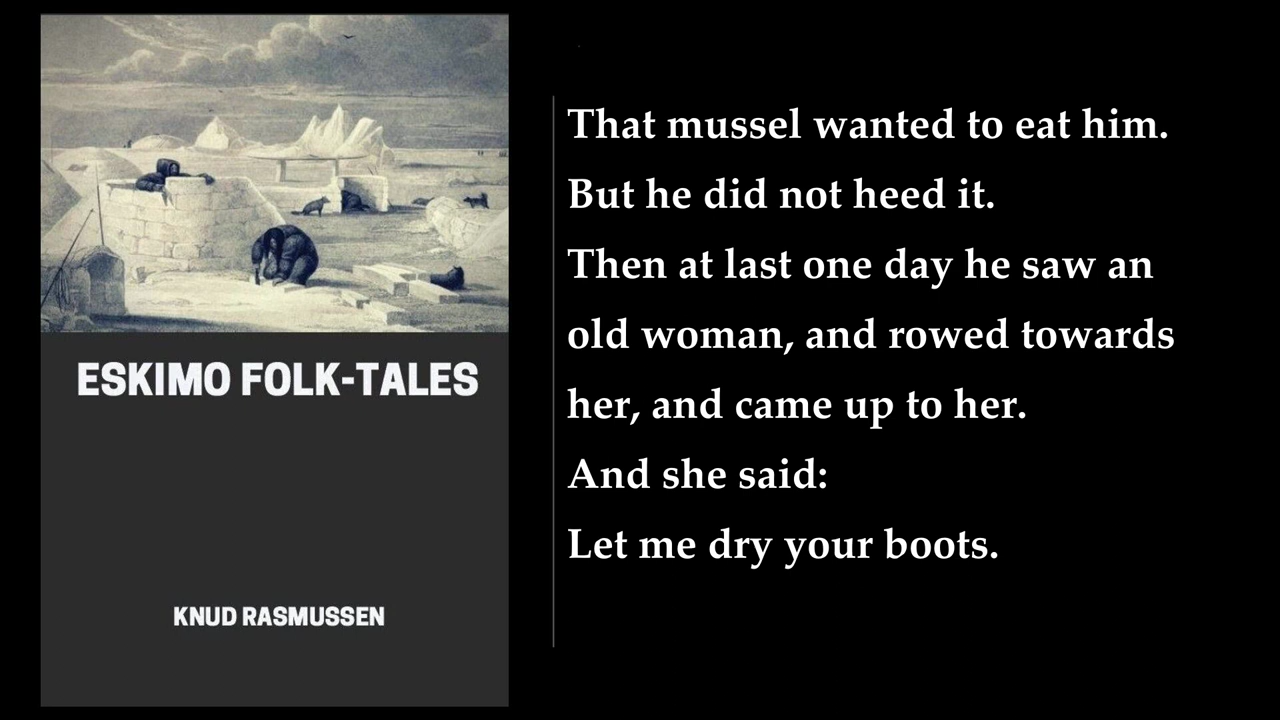 ESKIMO FOLK-TALES
KNUD RASMUSSEN
That mussel wanted to eat him.
But he did not heed it.
Then at last one day he saw an
old woman, and rowed towards
her, and came up to her.
And she said:
Let me dry your boots.